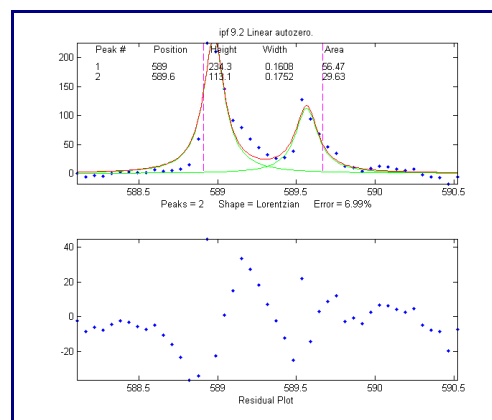 ipf 9.2 Linear autozero.
Peak # Position Height Width Area
1 589 234.3 0.1608 56.47
2 589.6 113.1 0.1752 29.63
200
150
100
50
0
588.5 589 589.5 590 590.5
Peaks = 2 Shape = Lorentzian Error = 6.99%
40
20
0
-20
588.5 589 589.5 590 590.5
Residual Plot